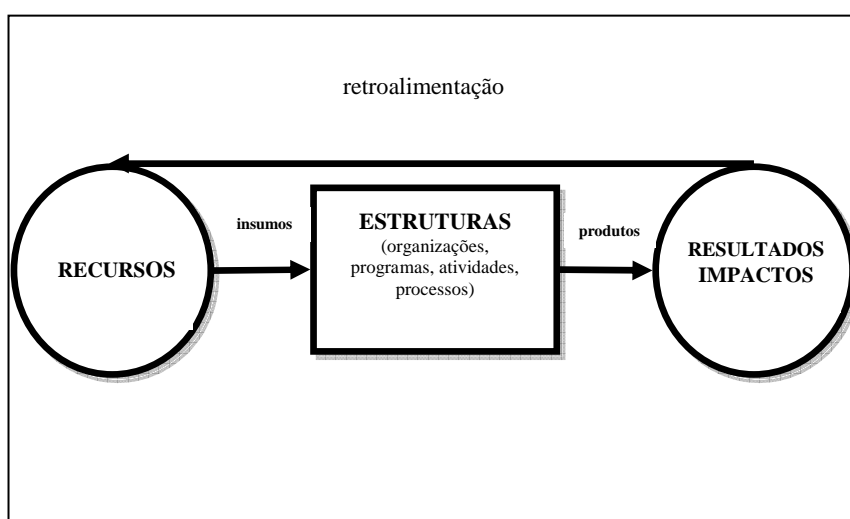 retroalimentação
RECURSOS
insumos
ESTRUTURAS
(organizações,
programas, atividades,
processos)
produtos
RESULTADOS
IMPACTOS